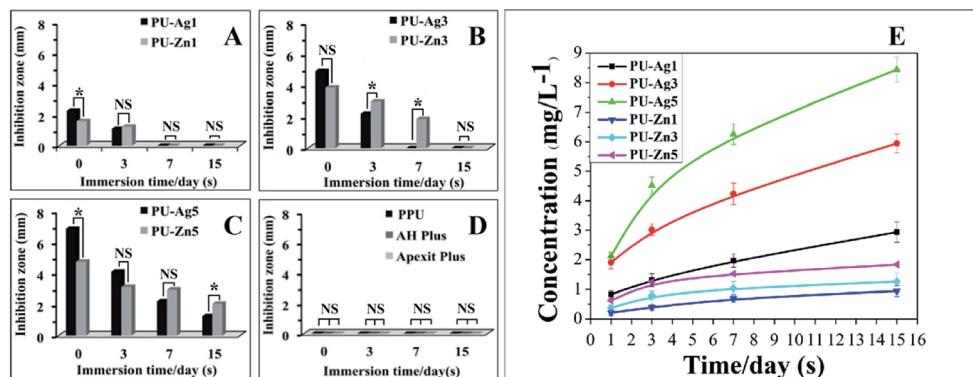 A
PU-Ag1
PU-Zn1
Inhibition zone (mm)
8
6
4
2
0
*
NS
NS
NS
0 3 7 15
Immersion time/day (s)
B
PU-Ag3
PU-Zn3
Inhibition zone (mm)
8
6
4
2
0
NS
*
*
NS
0 3 7 15
Immersion time/day (s)
C
PU-Ag5
PU-Zn5
Inhibition zone (mm)
8
6
4
2
0
*
NS
NS
*
0 3 7 15
Immersion time/day (s)
D
PPU
AH Plus
Apexit Plus
Inhibition zone (mm)
8
6
4
2
0
NS NS NS NS
0 3 7 15
Immersion time/day(s)
E
PU-Ag1
PU-Ag3
PU-Ag5
PU-Zn1
PU-Zn3
PU-Zn5
Concentration (mg/L-1)
9
8
7
6
5
4
3
2
1
0
0 1 2 3 4 5 6 7 8 9 10 11 12 13 14 15 16
Time/day (s)